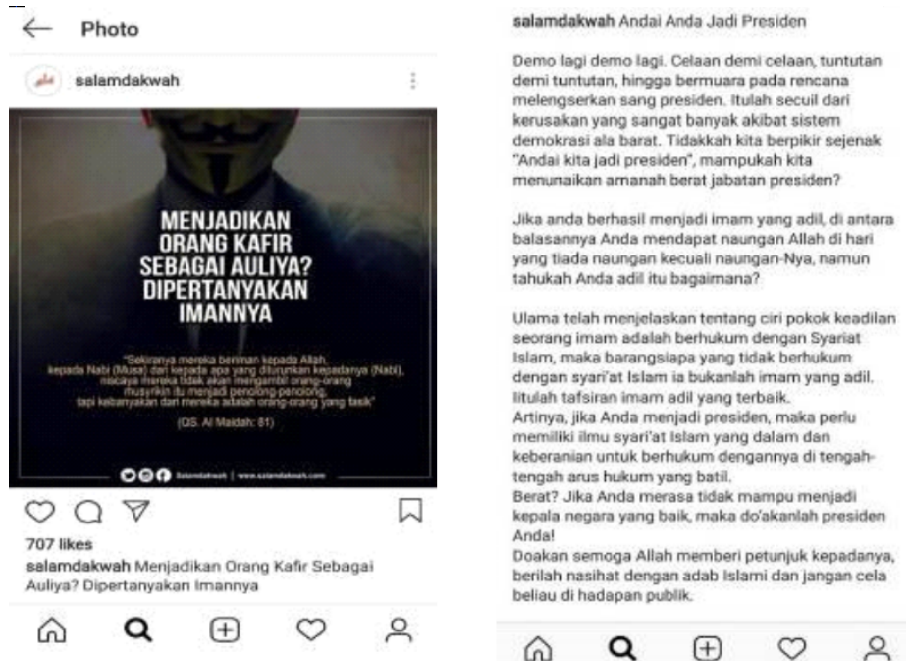 Photo
salamdakwah
MENJADIKAN
ORANG KAFIR
SEBAGAI AULIYA?
DIPERTANYAKAN
IMANNYA
"Sekiranya mereka beriman kepada Allah,
kepada Nabi (Musa) dan kepada apa yang diturunkan kepadanya (Nabi),
niscaya mereka tidak akan mengambil orang-orang
musyrikin itu menjadi penolong-penolong,
tapi kebanyakan dari mereka adalah orang-orang yang fasik"
(QS. Al Maidah: 81)
Salamdakwah | www.salamdakwah.com
707 likes
salamdakwah Menjadikan Orang Kafir Sebagai
Auliya? Dipertanyakan Imannya
salamdakwah Andai Anda Jadi Presiden
Demo lagi demo lagi. Celaan demi celaan, tuntutan
demi tuntutan, hingga bermuara pada rencana
melengserkan sang presiden. Itulah secuil dari
kerusakan yang sangat banyak akibat sistem
demokrasi ala barat. Tidakkah kita berpikir sejenak
"Andai kita jadi presiden", mampukah kita
menunaikan amanah berat jabatan presiden?
Jika anda berhasil menjadi imam yang adil, di antara
balasannya Anda mendapat naungan Allah di hari
yang tiada naungan kecuali naungan-Nya, namun
tahukah Anda adil itu bagaimana?
Ulama telah menjelaskan tentang ciri pokok keadilan
seorang imam adalah berhukum dengan Syariat
Islam, maka barangsiapa yang tidak berhukum
dengan syari'at Islam ia bukanlah imam yang adil.
Iitulah tafsiran imam adil yang terbaik.
Artinya, jika Anda menjadi presiden, maka perlu
memiliki ilmu syari'at Islam yang dalam dan
keberanian untuk berhukum dengannya di tengah-
tengah arus hukum yang batil.
Berat? Jika Anda merasa tidak mampu menjadi
kepala negara yang baik, maka do'akanlah presiden
Anda!
Doakan semoga Allah memberi petunjuk kepadanya,
berilah nasihat dengan adab Islami dan jangan cela
beliau di hadapan publik.